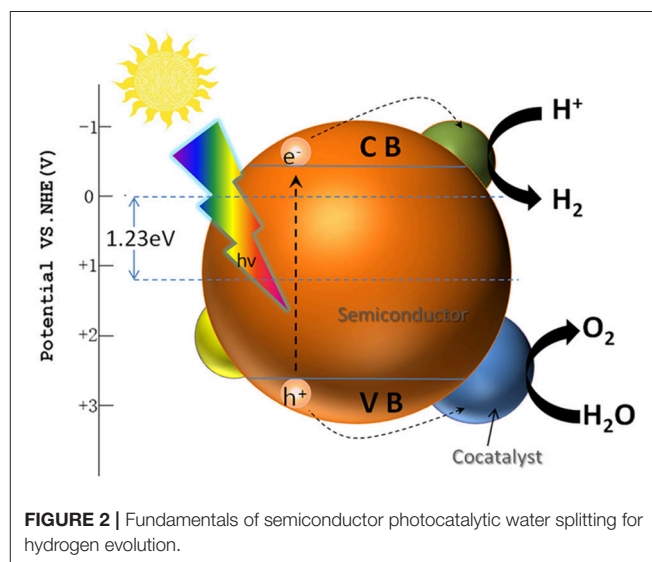 Potential VS.NHE(V)
-1
0
+1
+2
+3
1.23eV
hv
e-
C B
H+
H2
Semiconductor
h+
V B
O2
H2O
Cocatalyst
FIGURE 2 | Fundamentals of semiconductor photocatalytic water splitting for
hydrogen evolution.